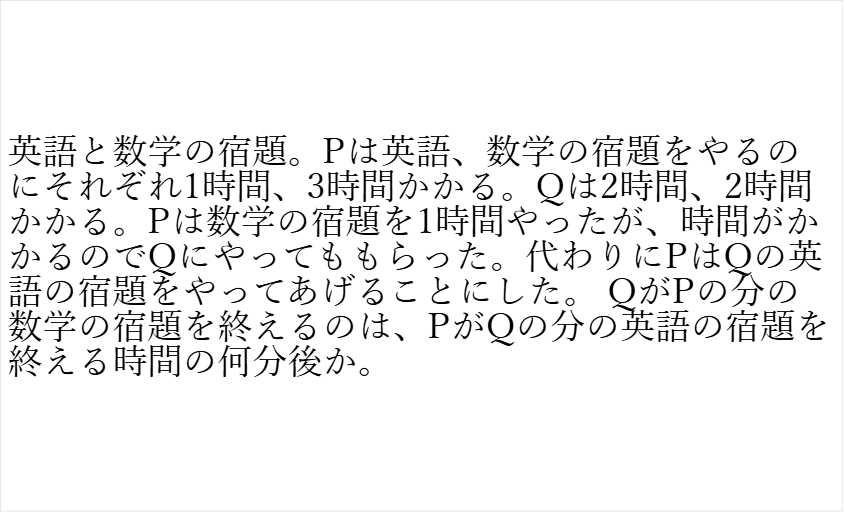 英語と数学の宿題。Pは英語、数学の宿題をやるの
にそれぞれ1時間、3時間かかる。Qは2時間、2時間
かかる。Pは数学の宿題を1時間やったが、時間がか
かるのでQにやってももらった。代わりにPはQの英
語の宿題をやってあげることにした。 QがPの分の
数学の宿題を終えるのは、PがQの分の英語の宿題を
終える時間の何分後か。